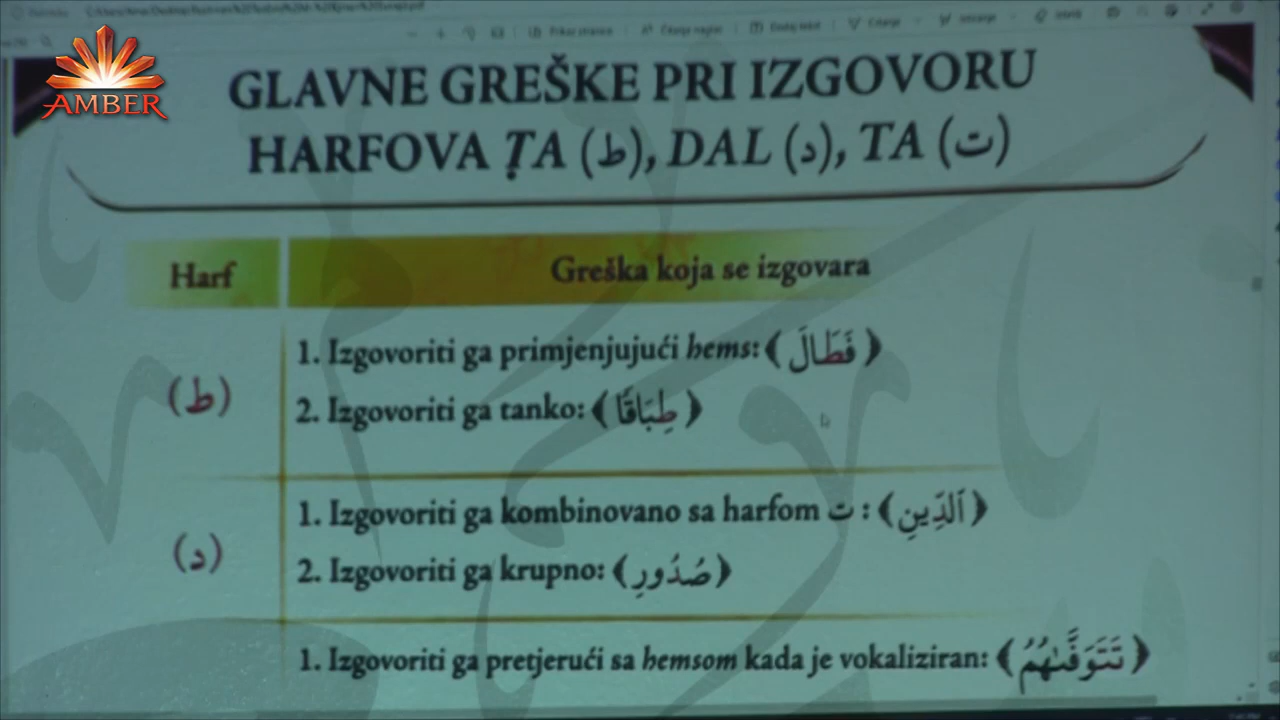 AMBER
GLAVNE GREŠKE PRI IZGOVORU
HARFOVA ṬA (ط), DAL (د), TA (ت)
Harf
Greška koja se izgovara
(ط)
1. Izgovoriti ga primjenjujući hems: ﴿فَطَالَ﴾
2. Izgovoriti ga tanko: ﴿طِبَاقًا﴾
(د)
1. Izgovoriti ga kombinovano sa harfom ت : ﴿اَلدِّينِ﴾
2. Izgovoriti ga krupno: ﴿صُدُورِ﴾
1. Izgovoriti ga pretjerući sa hemsom kada je vokaliziran: ﴿تَتَوَفَّىٰهُمُ﴾